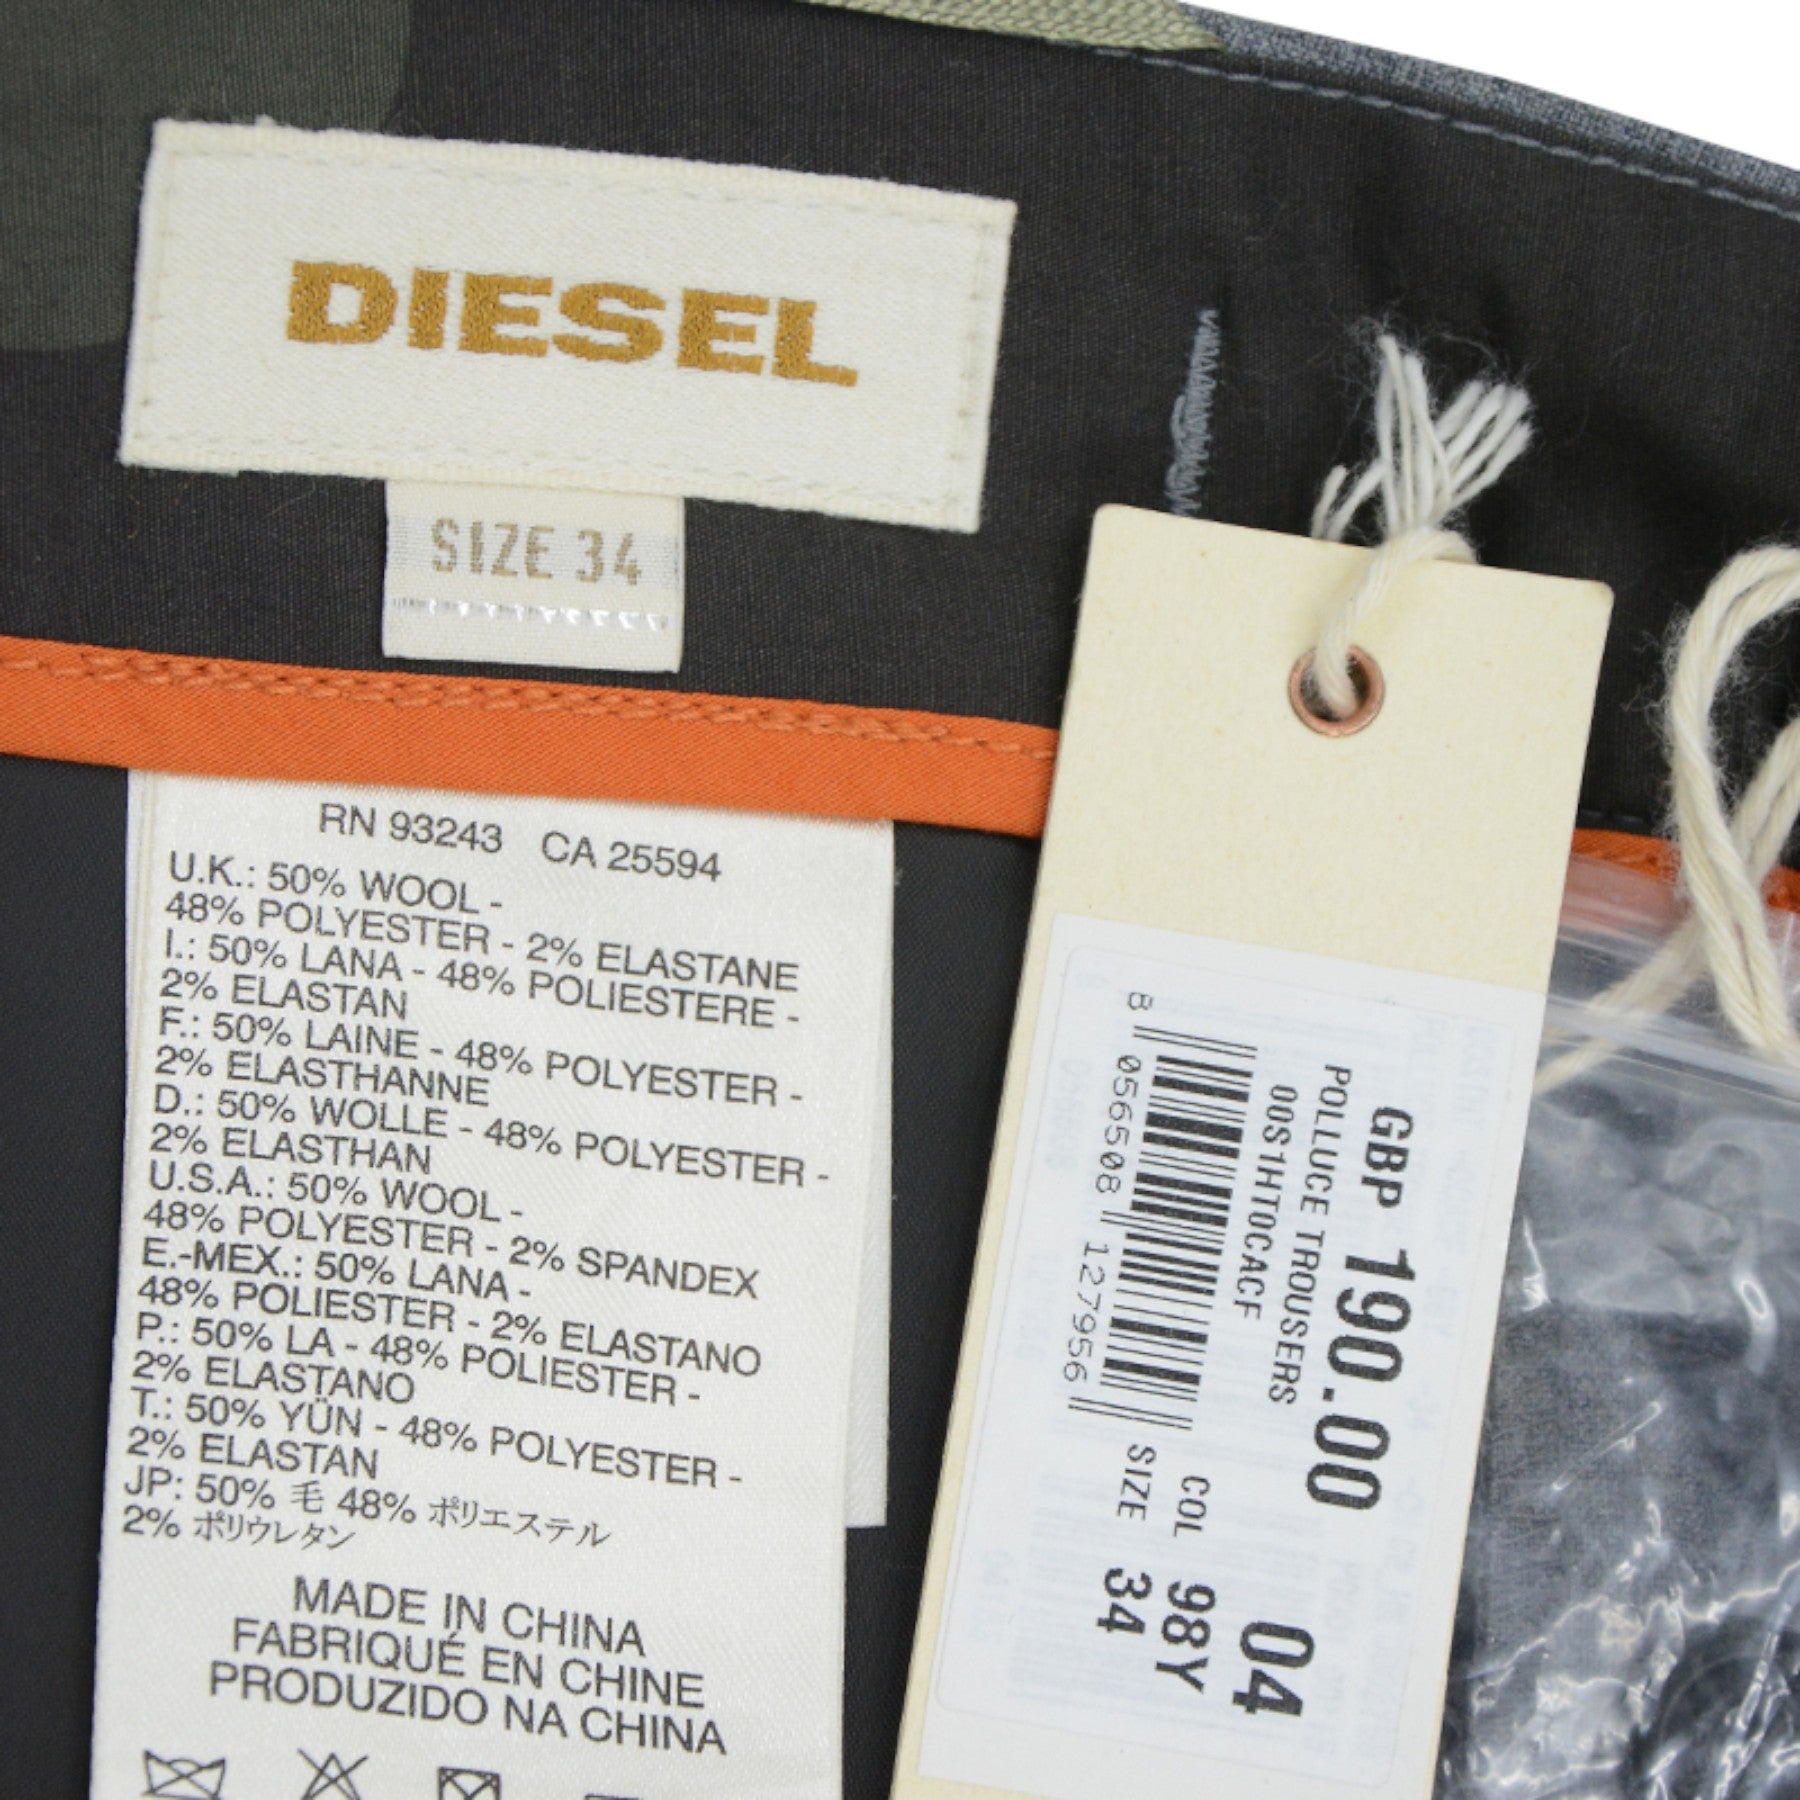 DIESEL
SIZE 34
RN 93243 CA 25594
U.K.: 50% WOOL -
48% POLYESTER - 2% ELASTANE
I.: 50% LANA - 48% POLIESTERE -
2% ELASTAN
F.: 50% LAINE - 48% POLYESTER -
2% ELASTHANNE
D.: 50% WOLLE - 48% POLYESTER -
2% ELASTHAN
U.S.A.: 50% WOOL -
48% POLYESTER - 2% SPANDEX
E.-MEX.: 50% LANA -
48% POLIESTER - 2% ELASTANO
P.: 50% LA - 48% POLIESTER -
2% ELASTANO
T.: 50% YÜN - 48% POLYESTER -
2% ELASTAN
JP: 50% 毛 48% ポリエステル
2% ポリウレタン
MADE IN CHINA
FABRIQUÉ EN CHINE
PRODUZIDO NA CHINA
GBP 190.00
POLLUCE TROUSERS
00S1HT0CACF
8 056508 127956
04
COL 98Y
SIZE 34